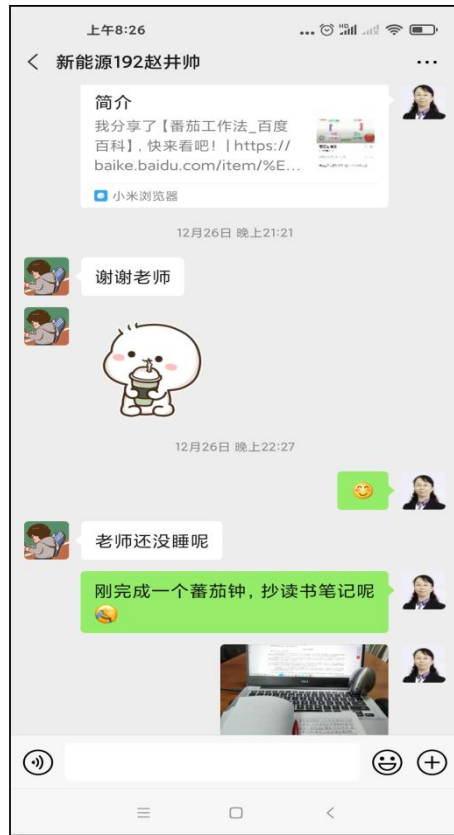 上午8:26
HD
新能源192赵井帅
简介
我分享了【番茄工作法_百度
百科】, 快来看吧! | https://
baike.baidu.com/item/%E...
小米浏览器
12月26日 晚上21:21
谢谢老师
12月26日 晚上22:27
老师还没睡呢
刚完成一个蕃茄钟, 抄读书笔记呢